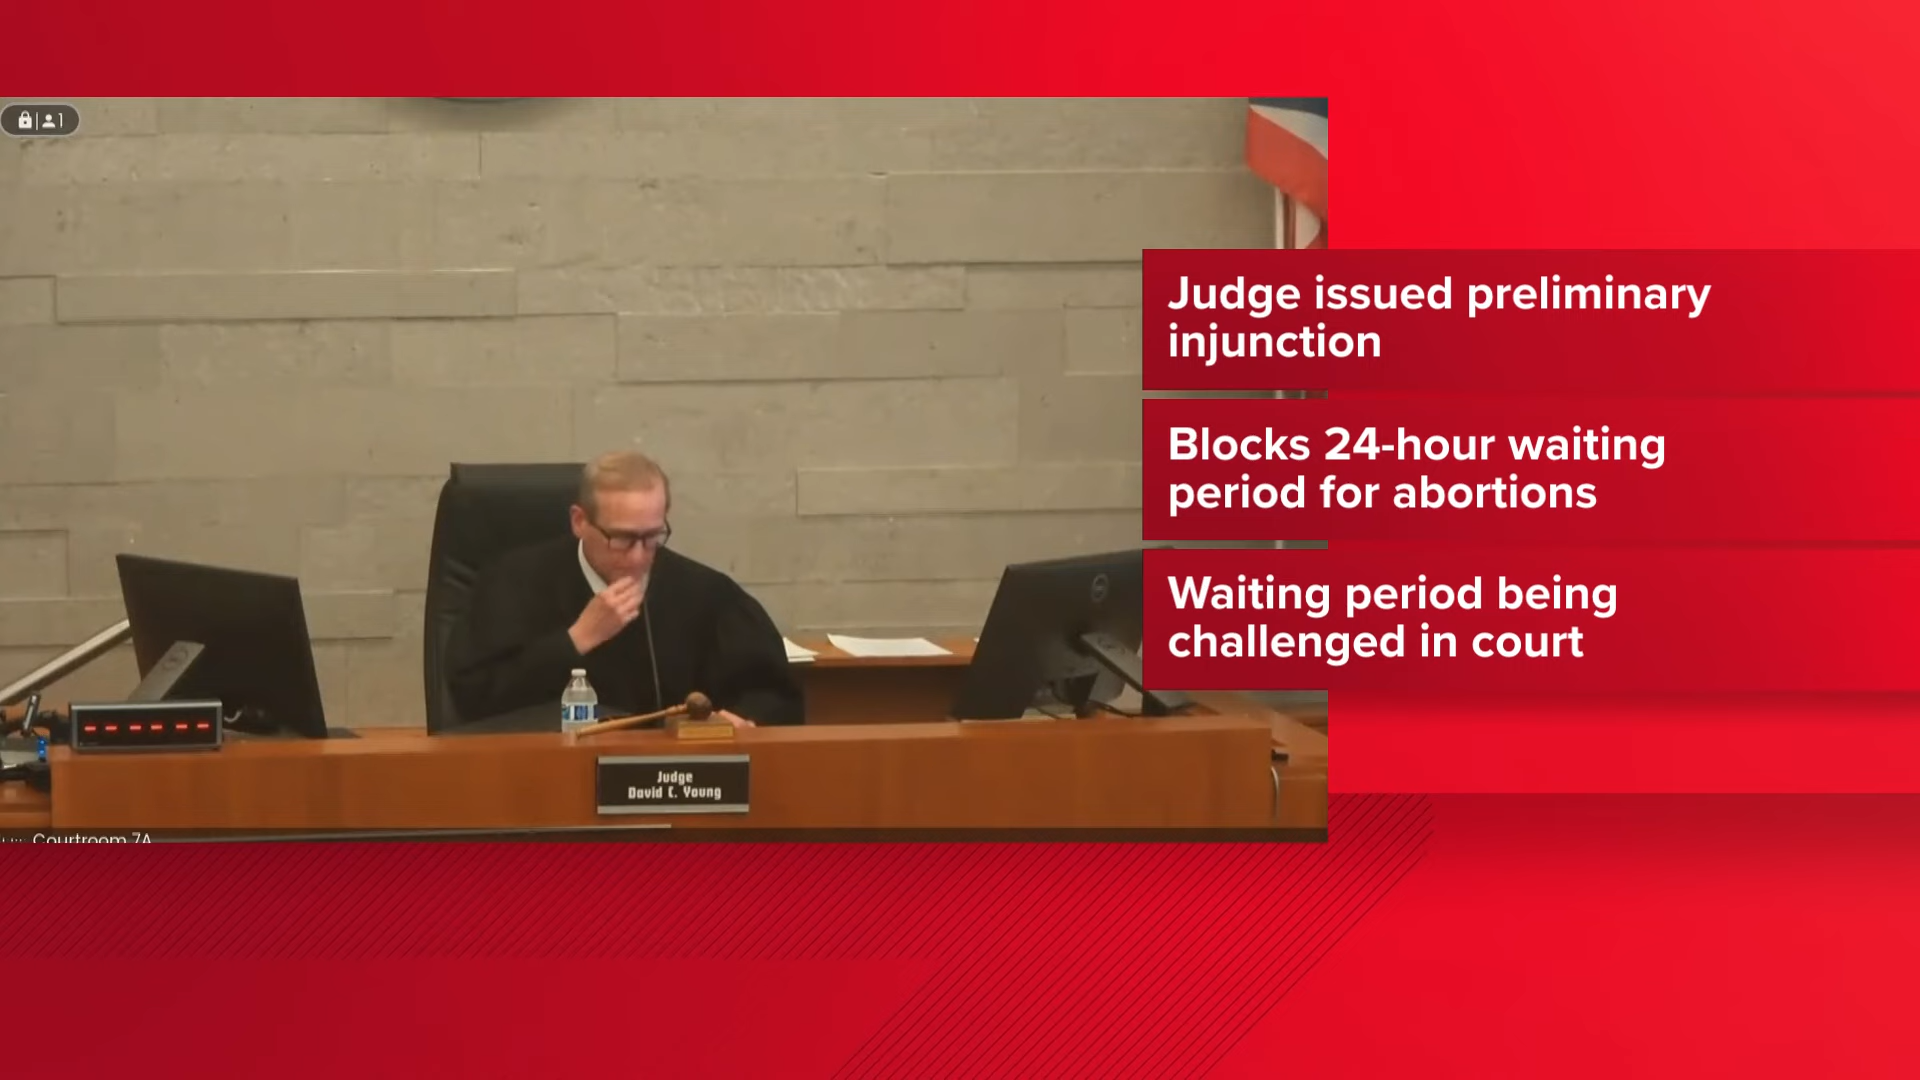 1
Judge issued preliminary
injunction
Blocks 24-hour waiting
period for abortions
Waiting period being
challenged in court
Judge
David C. Young
Courtroom 7A